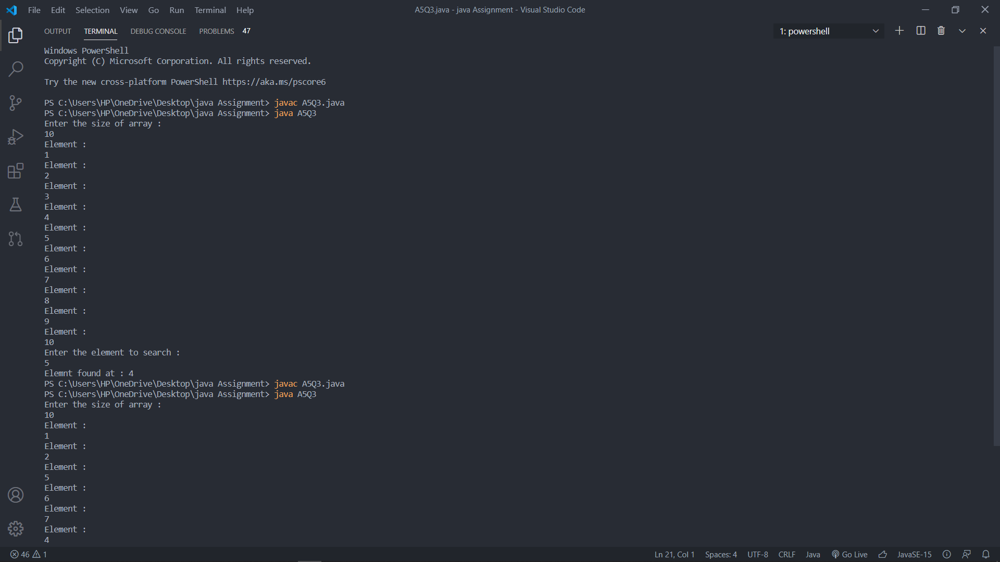 File Edit Selection View Go Run Terminal Help
A5Q3.java - java Assignment - Visual Studio Code
OUTPUT TERMINAL DEBUG CONSOLE PROBLEMS 47
1: powershell
Windows PowerShell
Copyright (C) Microsoft Corporation. All rights reserved.
Try the new cross-platform PowerShell https://aka.ms/pscore6
PS C:\Users\HP\OneDrive\Desktop\java Assignment> javac A5Q3.java
PS C:\Users\HP\OneDrive\Desktop\java Assignment> java A5Q3
Enter the size of array :
10
Element :
1
Element :
2
Element :
3
Element :
4
Element :
5
Element :
6
Element :
7
Element :
8
Element :
9
Element :
10
Enter the element to search :
5
Elemnt found at : 4
PS C:\Users\HP\OneDrive\Desktop\java Assignment> javac A5Q3.java
PS C:\Users\HP\OneDrive\Desktop\java Assignment> java A5Q3
Enter the size of array :
10
Element :
1
Element :
2
Element :
5
Element :
6
Element :
7
Element :
4
46 1
Ln 21, Col 1 Spaces: 4 UTF-8 CRLF Java Go Live JavaSE-15